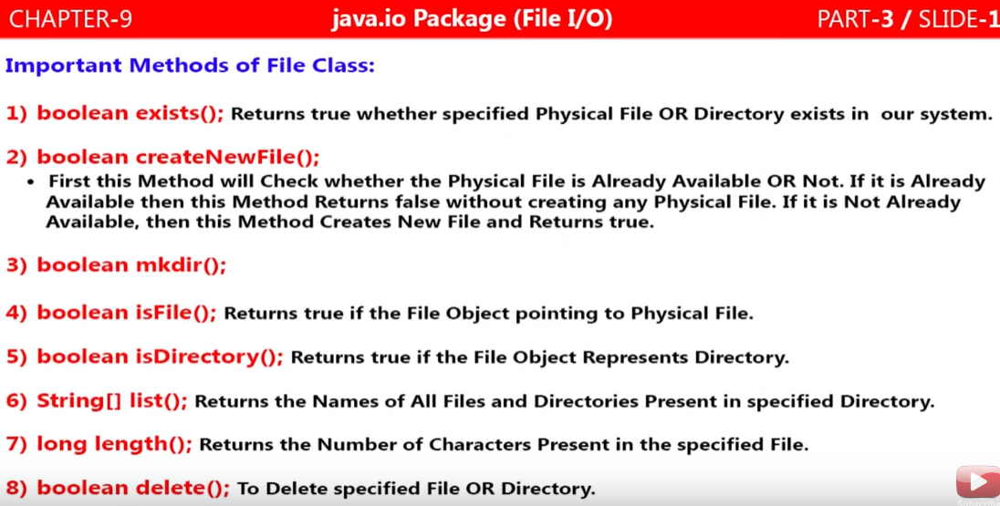 CHAPTER-9 java.io Package (File I/O) PART-3 / SLIDE-1
Important Methods of File Class:
1) boolean exists(); Returns true whether specified Physical File OR Directory exists in our system.
2) boolean createNewFile();
• First this Method will Check whether the Physical File is Already Available OR Not. If it is Already
Available then this Method Returns false without creating any Physical File. If it is Not Already
Available, then this Method Creates New File and Returns true.
3) boolean mkdir();
4) boolean isFile(); Returns true if the File Object pointing to Physical File.
5) boolean isDirectory(); Returns true if the File Object Represents Directory.
6) String[] list(); Returns the Names of All Files and Directories Present in specified Directory.
7) long length(); Returns the Number of Characters Present in the specified File.
8) boolean delete(); To Delete specified File OR Directory.
Subscribe